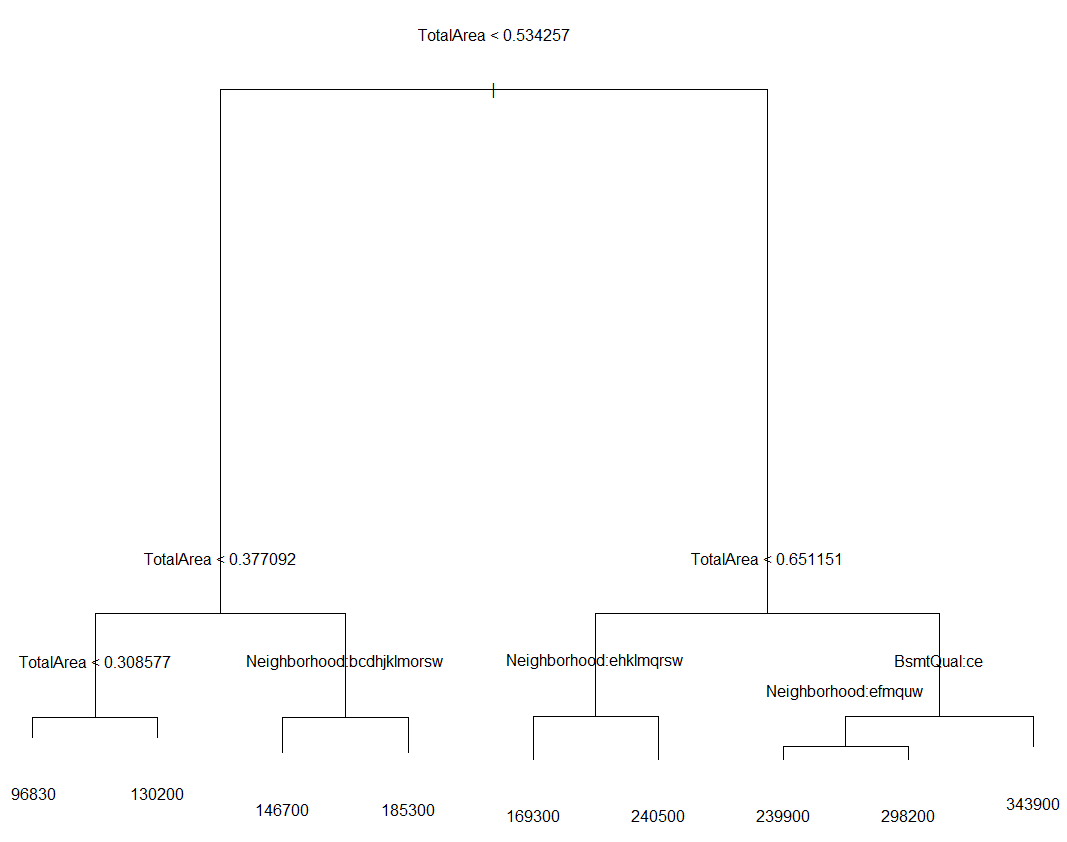 TotalArea < 0.534257
TotalArea < 0.377092
TotalArea < 0.651151
TotalArea < 0.308577
Neighborhood:bcdhjklmorsw
Neighborhood:ehklmqrsw
BsmtQual:ce
Neighborhood:efmquw
96830
130200
146700
185300
169300
240500
239900
298200
343900